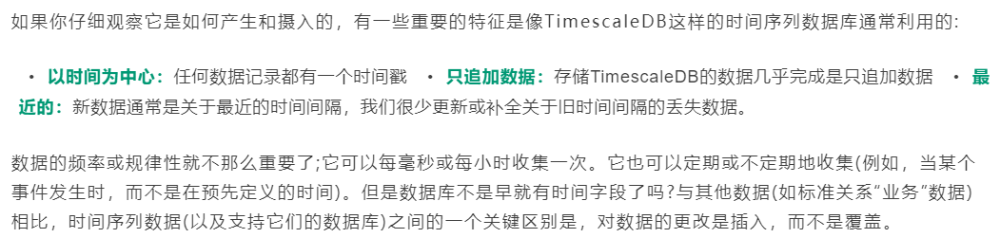 如果你仔细观察它是如何产生和摄入的，有一些重要的特征是像TimescaleDB这样的时间序列数据库通常利用的:
• 以时间为中心：任何数据记录都有一个时间戳 • 只追加数据：存储TimescaleDB的数据几乎完成是只追加数据 • 最
近的：新数据通常是关于最近的时间间隔，我们很少更新或补全关于旧时间间隔的丢失数据。
数据的频率或规律性就不那么重要了;它可以每毫秒或每小时收集一次。它也可以定期或不定期地收集(例如，当某个
事件发生时，而不是在预先定义的时间)。但是数据库不是早就有时间字段了吗?与其他数据(如标准关系“业务”数据)
相比，时间序列数据(以及支持它们的数据库)之间的一个关键区别是，对数据的更改是插入，而不是覆盖。